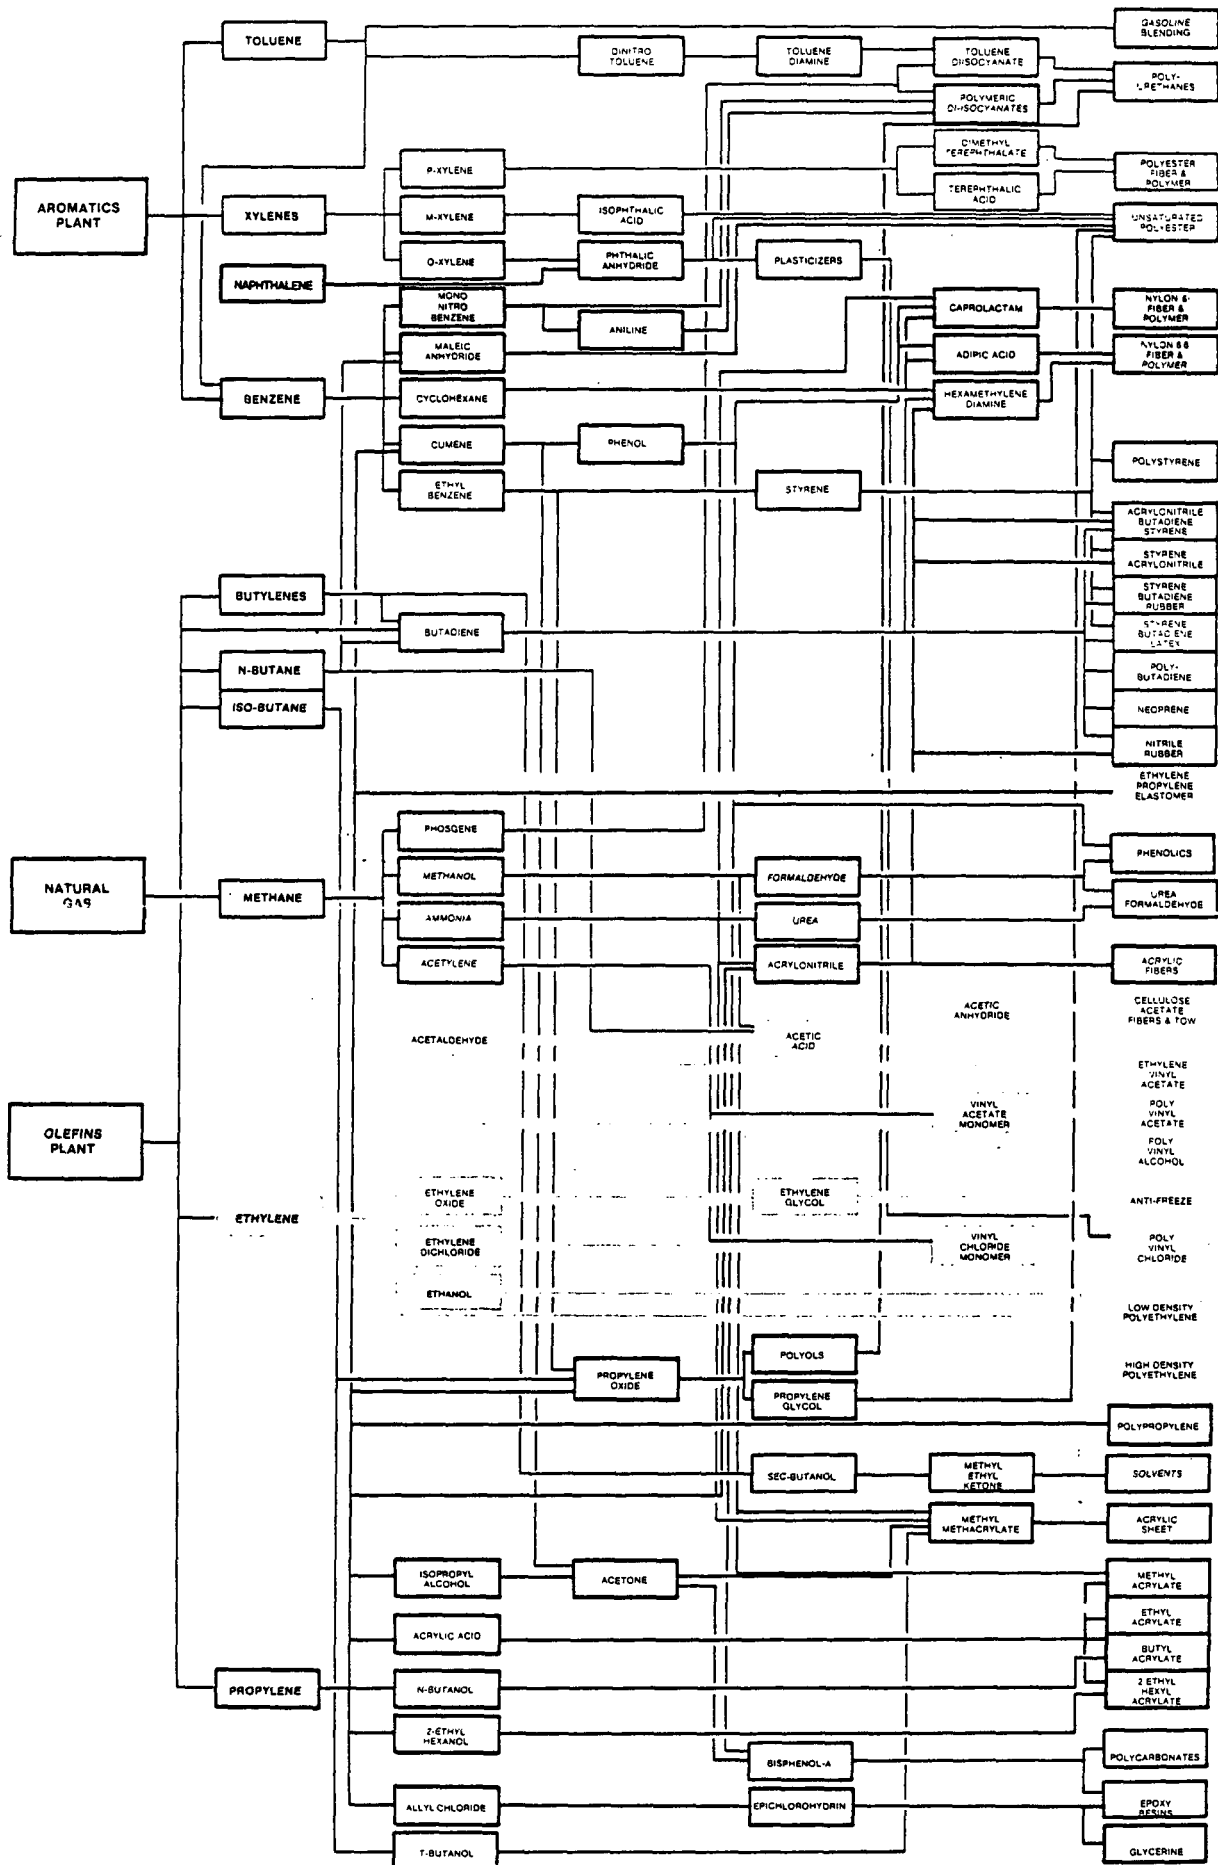 GASOLINE
BLENDING
TOLUENE
DINITRO
TOLUENE
TOLUENE
DIAMINE
TOLUENE
DIISOCYANATE
POLY-
URETHANES
POLYMERIC
DI-ISOCYANATES
DIMETHYL
TEREPHTHALATE
P-XYLENE
POLYESTER
FIBER &
POLYMER
TEREPHTHALIC
ACID
AROMATICS
PLANT
XYLENES
M-XYLENE
ISOPHTHALIC
ACID
UNSATURATED
POLYESTER
O-XYLENE
PHTHALIC
ANHYDRIDE
PLASTICIZERS
NAPHTHALENE
MONO
NITRO
BENZENE
CAPROLACTAM
NYLON 6-
FIBER &
POLYMER
ANILINE
MALEIC
ANHYDRIDE
ADIPIC ACID
NYLON 66
FIBER &
POLYMER
BENZENE
CYCLOHEXANE
HEXAMETHYLENE
DIAMINE
CUMENE
PHENOL
POLYSTYRENE
ETHYL
BENZENE
STYRENE
ACRYLONITRILE
BUTADIENE
STYRENE
STYRENE
ACRYLONITRILE
BUTYLENES
STYRENE
BUTADIENE
RUBBER
BUTADIENE
STYRENE
BUTADIENE
LATEX
N-BUTANE
POLY-
BUTADIENE
ISO-BUTANE
NEOPRENE
NITRILE
RUBBER
ETHYLENE
PROPYLENE
ELASTOMER
PHOSGENE
PHENOLICS
NATURAL
GAS
METHANE
METHANOL
FORMALDEHYDE
UREA
FORMALDEHYDE
AMMONIA
UREA
ACETYLENE
ACRYLONITRILE
ACRYLIC
FIBERS
ACETIC
ANHYDRIDE
CELLULOSE
ACETATE
FIBERS & TOW
ACETALDEHYDE
ACETIC
ACID
ETHYLENE
VINYL
ACETATE
OLEFINS
PLANT
VINYL
ACETATE
MONOMER
POLY
VINYL
ACETATE
POLY
VINYL
ALCOHOL
ETHYLENE
ETHYLENE
OXIDE
ETHYLENE
GLYCOL
ANTI-FREEZE
ETHYLENE
DICHLORIDE
VINYL
CHLORIDE
MONOMER
POLY
VINYL
CHLORIDE
ETHANOL
LOW DENSITY
POLYETHYLENE
POLYOLS
HIGH DENSITY
POLYETHYLENE
PROPYLENE
OXIDE
PROPYLENE
GLYCOL
POLYPROPYLENE
SEC-BUTANOL
METHYL
ETHYL
KETONE
SOLVENTS
METHYL
METHACRYLATE
ACRYLIC
SHEET
ISOPROPYL
ALCOHOL
ACETONE
METHYL
ACRYLATE
ETHYL
ACRYLATE
ACRYLIC ACID
BUTYL
ACRYLATE
PROPYLENE
N-BUTANOL
2 ETHYL
HEXYL
ACRYLATE
2-ETHYL
HEXANOL
BISPHENOL-A
POLYCARBONATES
ALLYL CHLORIDE
EPICHLOROHYDRIN
EPOXY
RESINS
T-BUTANOL
GLYCERINE